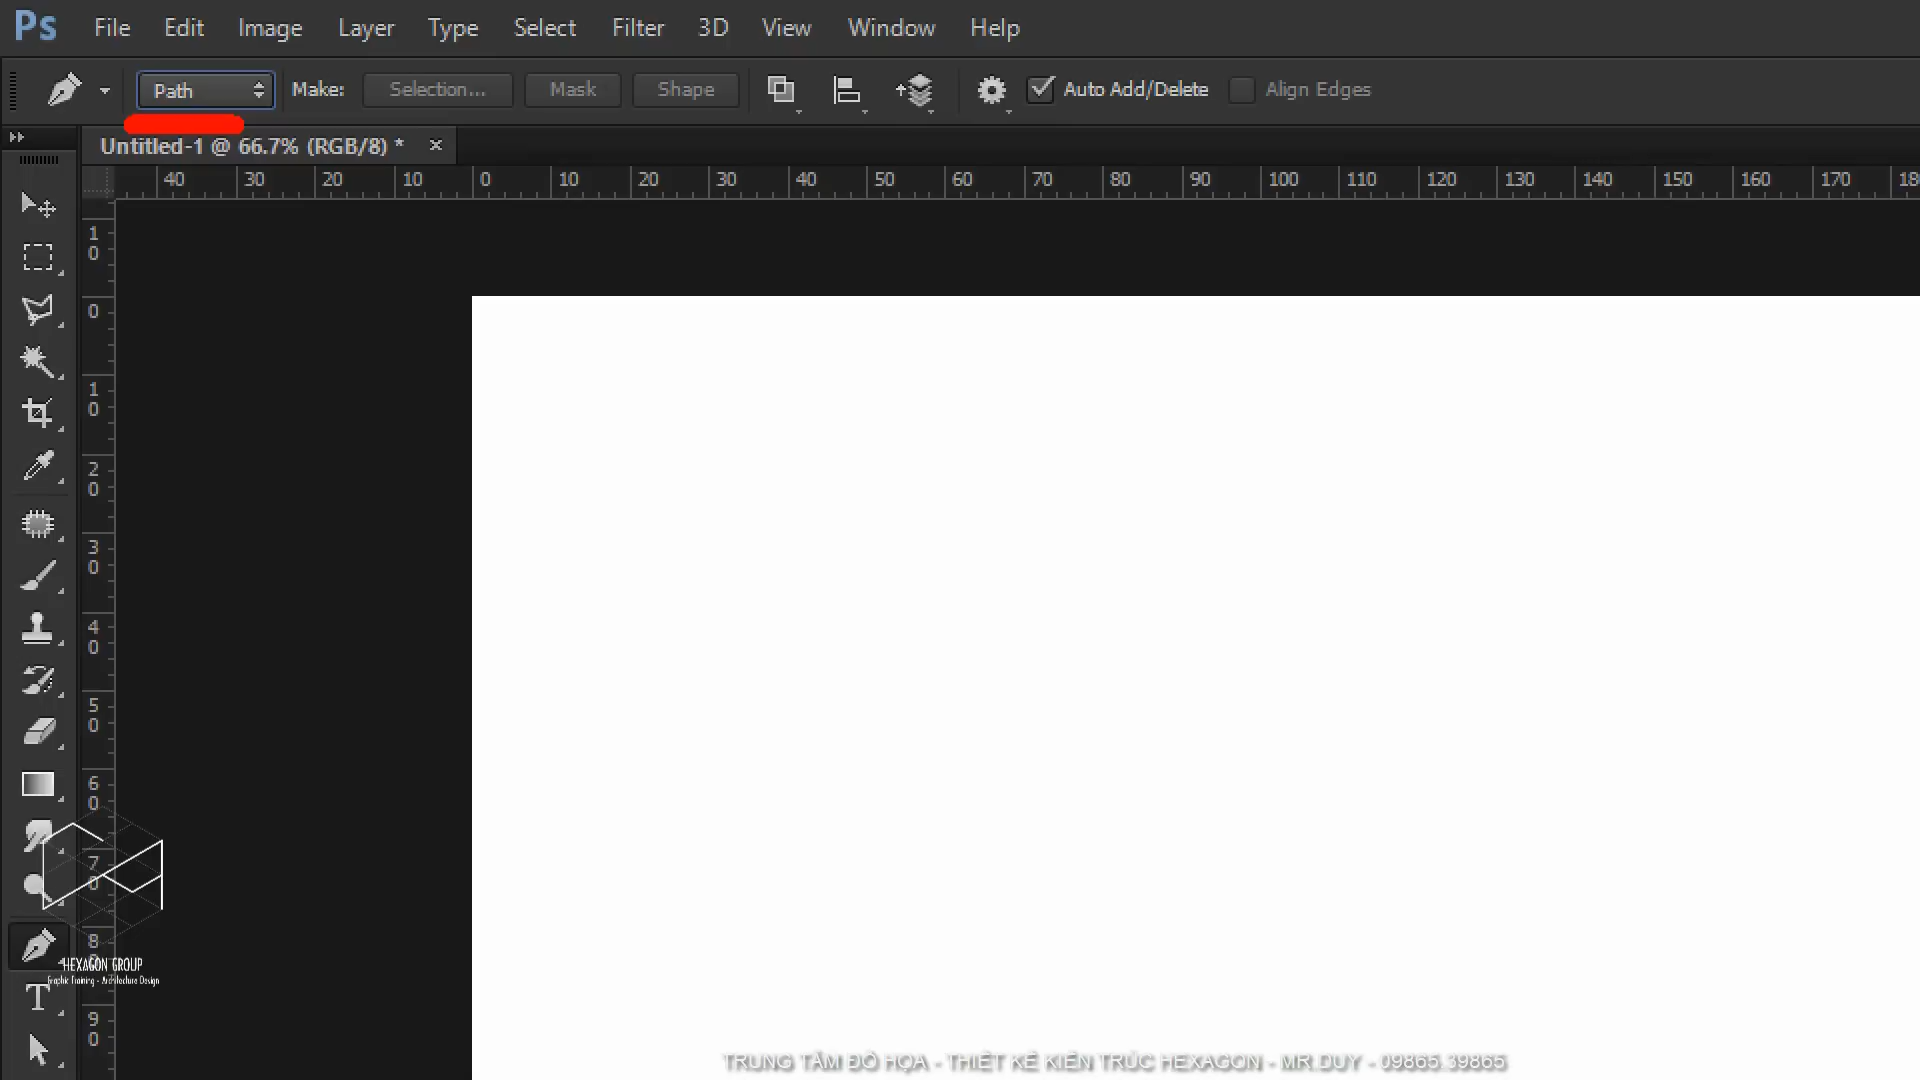 Ps File Edit Image Layer Type Select Filter 3D View Window Help
Path Make: Selection... Mask Shape Auto Add/Delete Align Edges
Untitled-1 @ 66.7% (RGB/8) * ×
40 30 20 10 0 10 20 30 40 50 60 70 80 90 100 110 120 130 140 150 160 170 18
10
0
10
20
30
40
50
60
70
8
90
HEXAGON GROUP
Graphic Training - Architecture Design
T
TRUNG TÂM ĐỒ HỌA - THIẾT KẾ KIẾN TRÚC HEXAGON - MR.DUY - 09865.39865